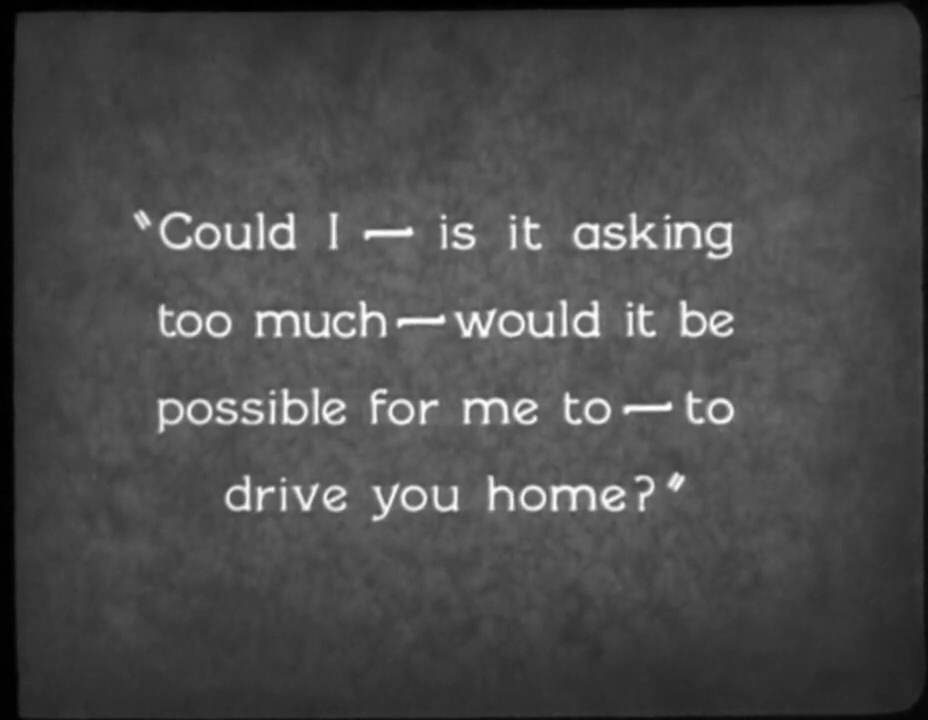 "Could I — is it asking
too much—would it be
possible for me to—to
drive you home?"